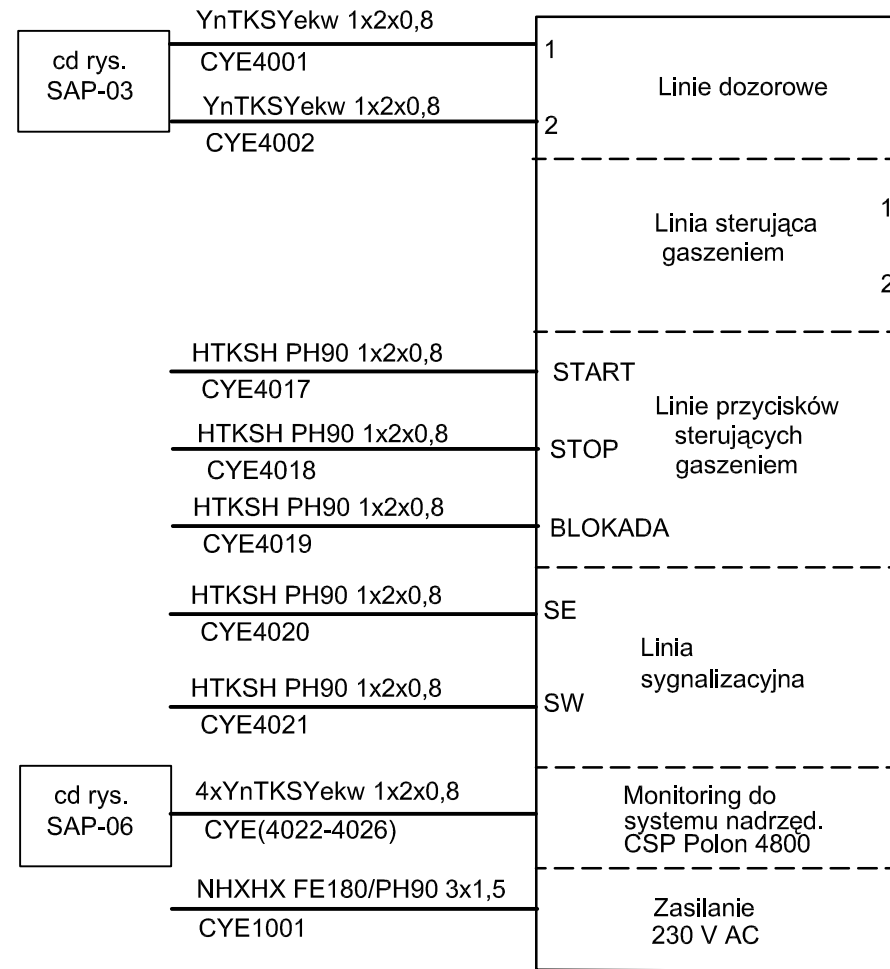 YnTKSYekw 1x2x0,8
cd rys.
SAP-03
CYE4001
1
Linie dozorowe
YnTKSYekw 1x2x0,8
CYE4002
2
Linia sterująca
gaszeniem
1
2
HTKSH PH90 1x2x0,8
CYE4017
START
Linie przycisków
sterujących
gaszeniem
HTKSH PH90 1x2x0,8
CYE4018
STOP
HTKSH PH90 1x2x0,8
CYE4019
BLOKADA
HTKSH PH90 1x2x0,8
CYE4020
SE
Linia
sygnalizacyjna
HTKSH PH90 1x2x0,8
CYE4021
SW
cd rys.
SAP-06
4xYnTKSYekw 1x2x0,8
CYE(4022-4026)
Monitoring do
systemu nadrzęd.
CSP Polon 4800
NHXHX FE180/PH90 3x1,5
CYE1001
Zasilanie
230 V AC